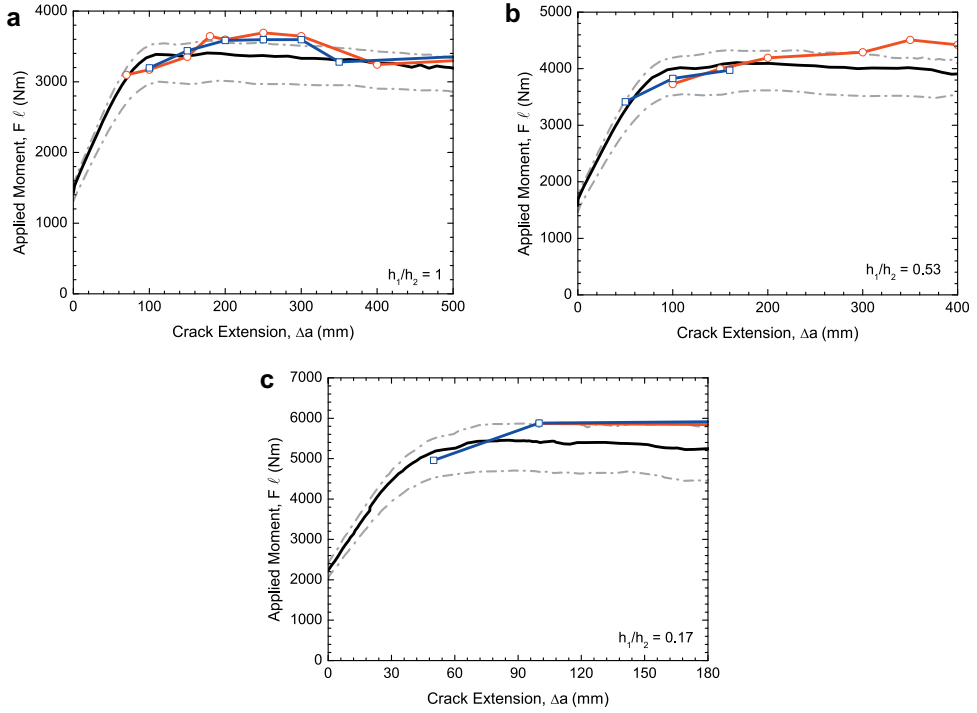 a
4000
3000
2000
1000
0
Applied Moment, F ℓ (Nm)
h₁/h₂ = 1
0 100 200 300 400 500
Crack Extension, Δa (mm)
b
5000
4000
3000
2000
1000
0
Applied Moment, F ℓ (Nm)
h₁/h₂ = 0.53
0 100 200 300 400
Crack Extension, Δa (mm)
c
7000
6000
5000
4000
3000
2000
1000
0
Applied Moment, F ℓ (Nm)
h₁/h₂ = 0.17
0 30 60 90 120 150 180
Crack Extension, Δa (mm)